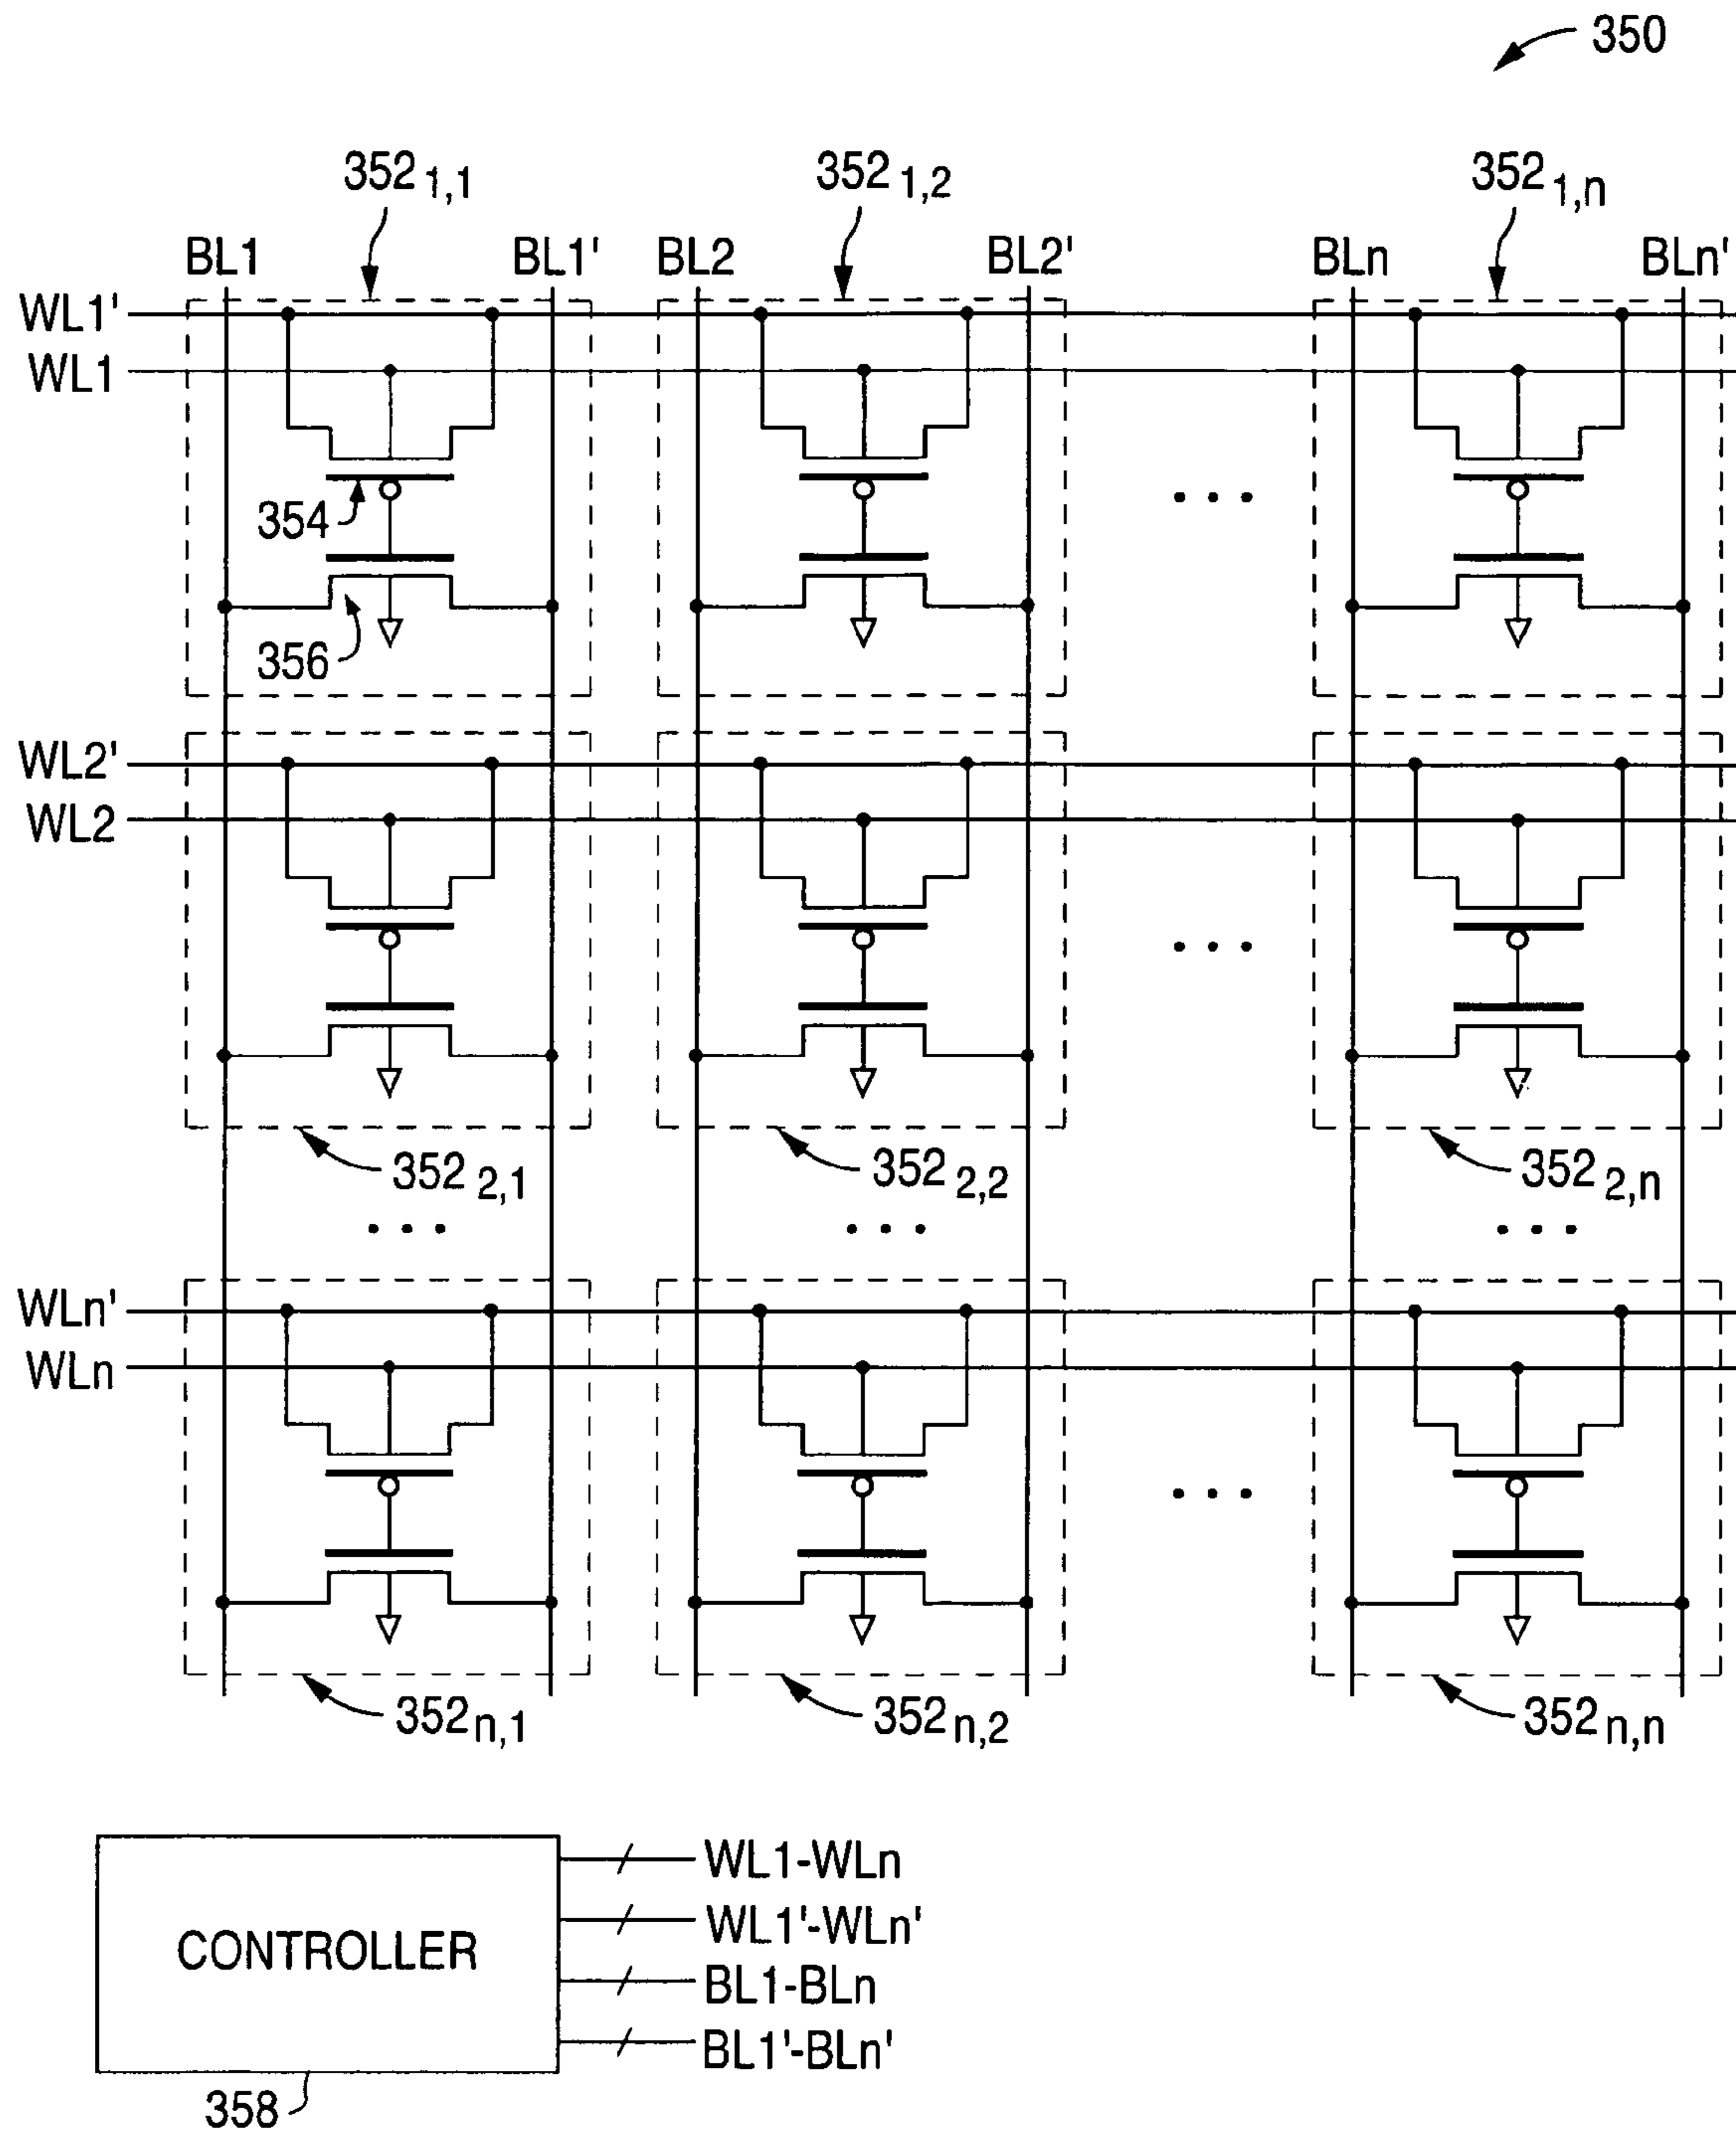 350
352 1,1 352 1,2 352 1,n
BL1 BL1' BL2 BL2' BLn BLn'
WL1'
WL1
354
356
WL2'
WL2
352 2,1 352 2,2 352 2,n
WLn'
WLn
352 n,1 352 n,2 352 n,n
WL1-WLn
WL1'-WLn'
CONTROLLER
BL1-BLn
BL1'-BLn'
358